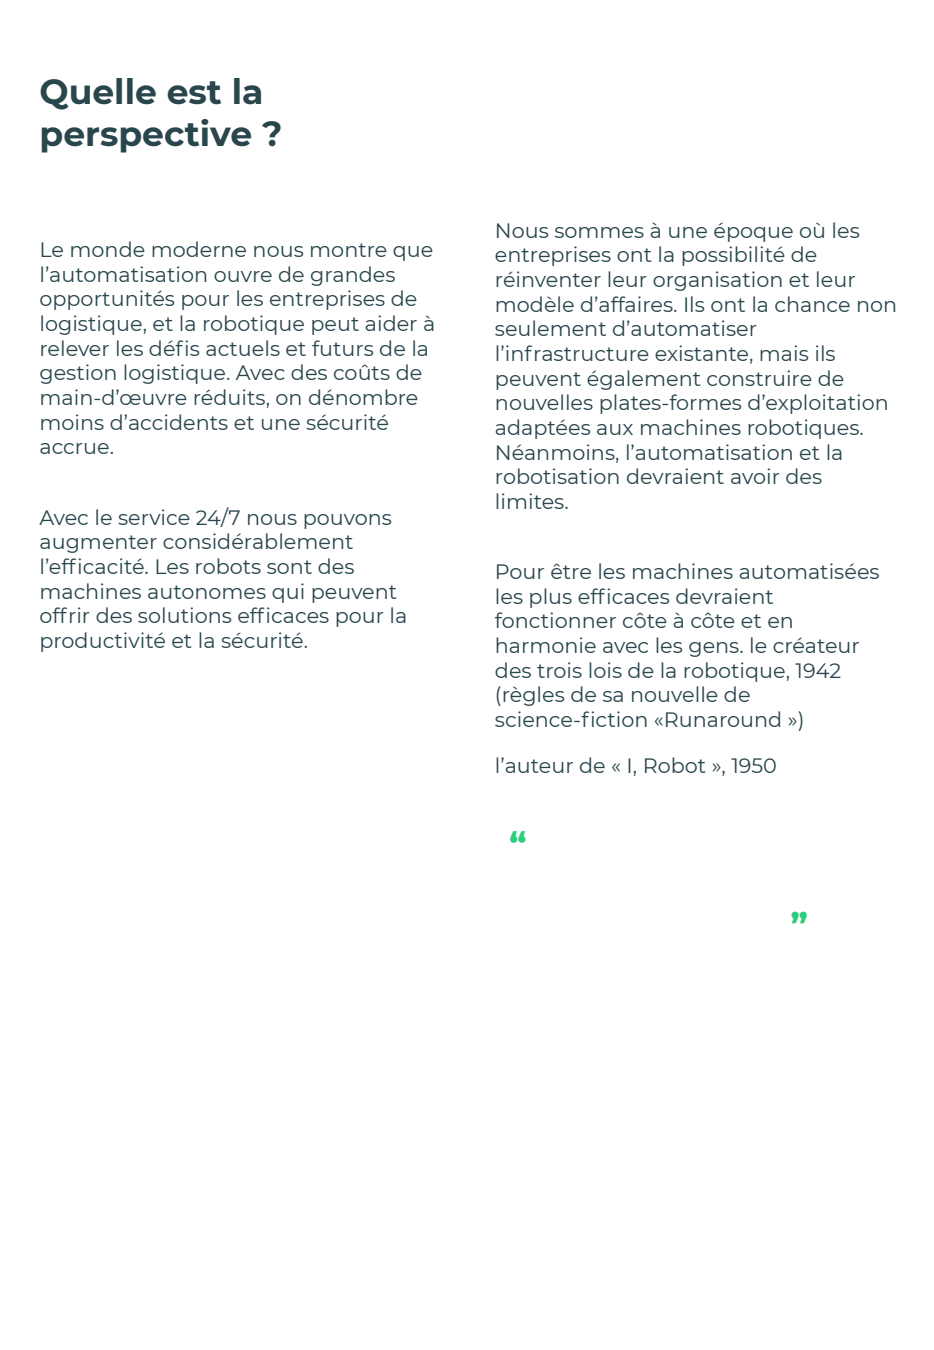 Quelle est la
perspective ?
Le monde moderne nous montre que
l’automatisation ouvre de grandes
opportunités pour les entreprises de
logistique, et la robotique peut aider à
relever les défis actuels et futurs de la
gestion logistique. Avec des coûts de
main-d’œuvre réduits, on dénombre
moins d’accidents et une sécurité
accrue.
Avec le service 24/7 nous pouvons
augmenter considérablement
l’efficacité. Les robots sont des
machines autonomes qui peuvent
offrir des solutions efficaces pour la
productivité et la sécurité.
Nous sommes à une époque où les
entreprises ont la possibilité de
réinventer leur organisation et leur
modèle d’affaires. Ils ont la chance non
seulement d’automatiser
l’infrastructure existante, mais ils
peuvent également construire de
nouvelles plates-formes d’exploitation
adaptées aux machines robotiques.
Néanmoins, l’automatisation et la
robotisation devraient avoir des
limites.
Pour être les machines automatisées
les plus efficaces devraient
fonctionner côte à côte et en
harmonie avec les gens. le créateur
des trois lois de la robotique, 1942
(règles de sa nouvelle de
science-fiction «Runaround »)
l’auteur de « I, Robot », 1950
“
”